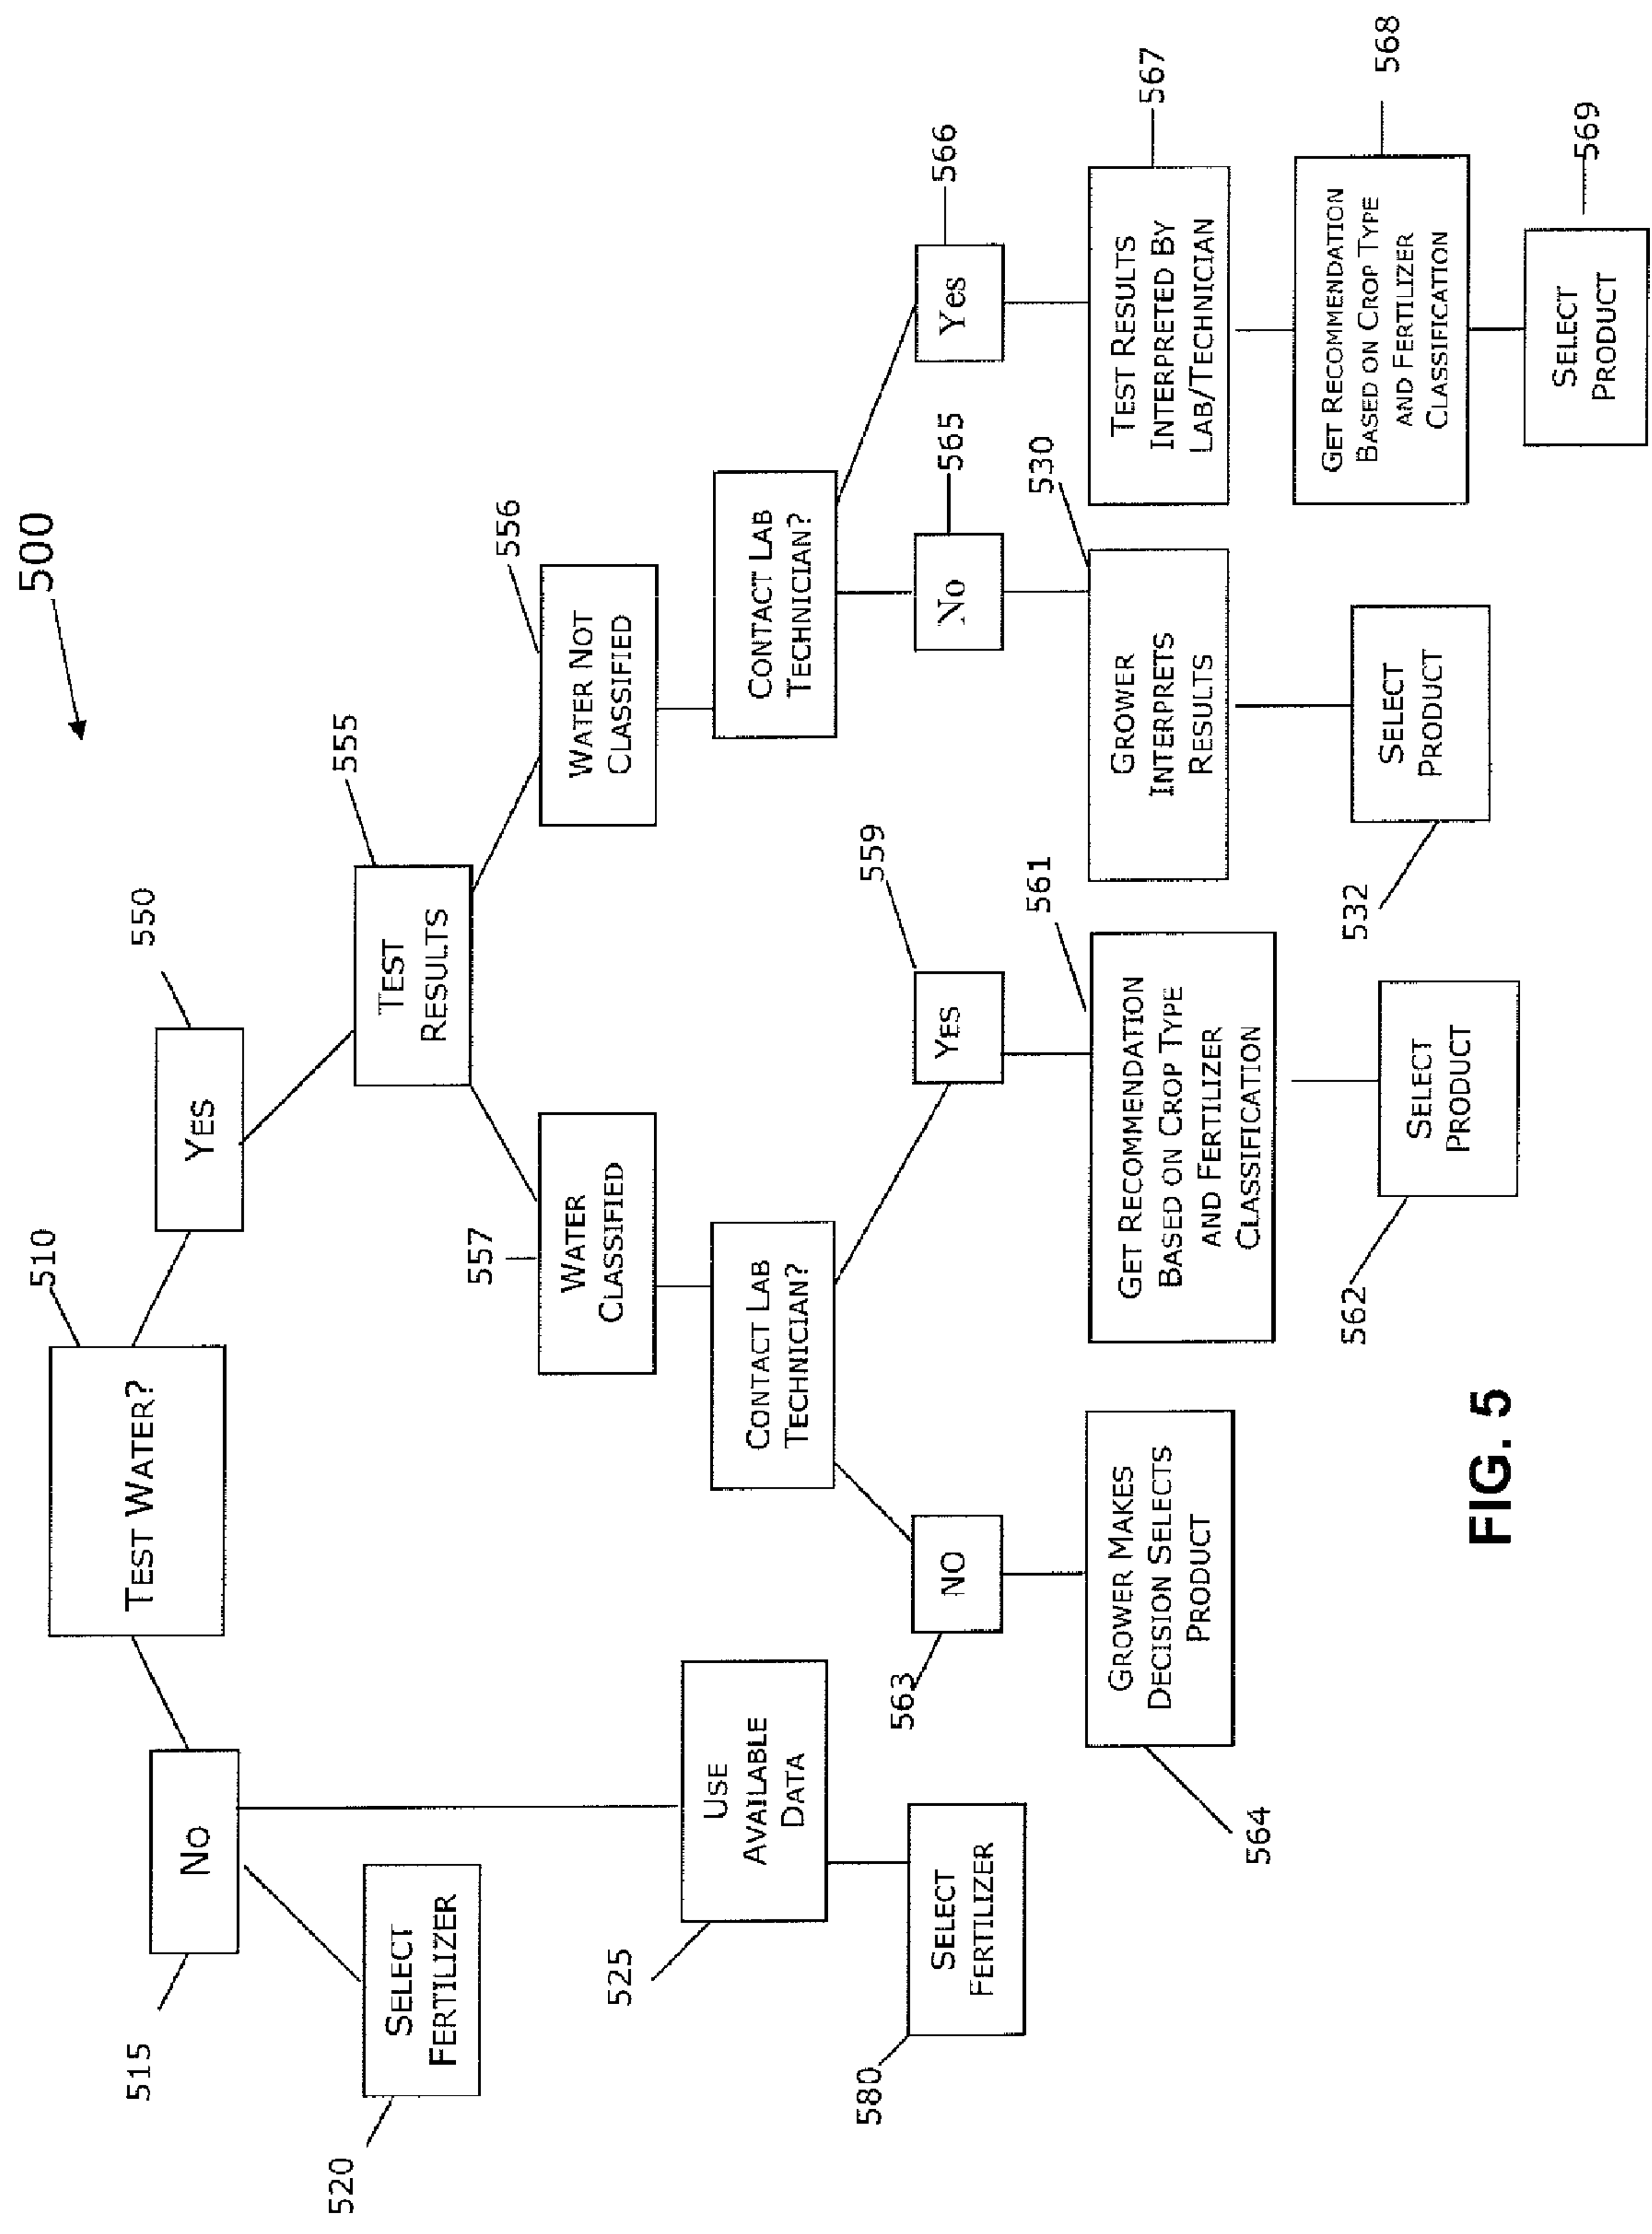 500
510
TEST WATER?
515
NO
550
YES
520
SELECT
FERTILIZER
555
TEST
RESULTS
557
WATER
CLASSIFIED
556
WATER NOT
CLASSIFIED
525
USE
AVAILABLE
DATA
CONTACT LAB
TECHNICIAN?
CONTACT LAB
TECHNICIAN?
580
SELECT
FERTILIZER
563
NO
559
YES
No
565
Yes
566
564
GROWER MAKES
DECISION SELECTS
PRODUCT
561
GET RECOMMENDATION
BASED ON CROP TYPE
AND FERTILIZER
CLASSIFICATION
530
GROWER
INTERPRETS
RESULTS
567
TEST RESULTS
INTERPRETED BY
LAB/TECHNICIAN
568
GET RECOMMENDATION
BASED ON CROP TYPE
AND FERTILIZER
CLASSIFICATION
562
SELECT
PRODUCT
532
SELECT
PRODUCT
569
SELECT
PRODUCT
FIG. 5